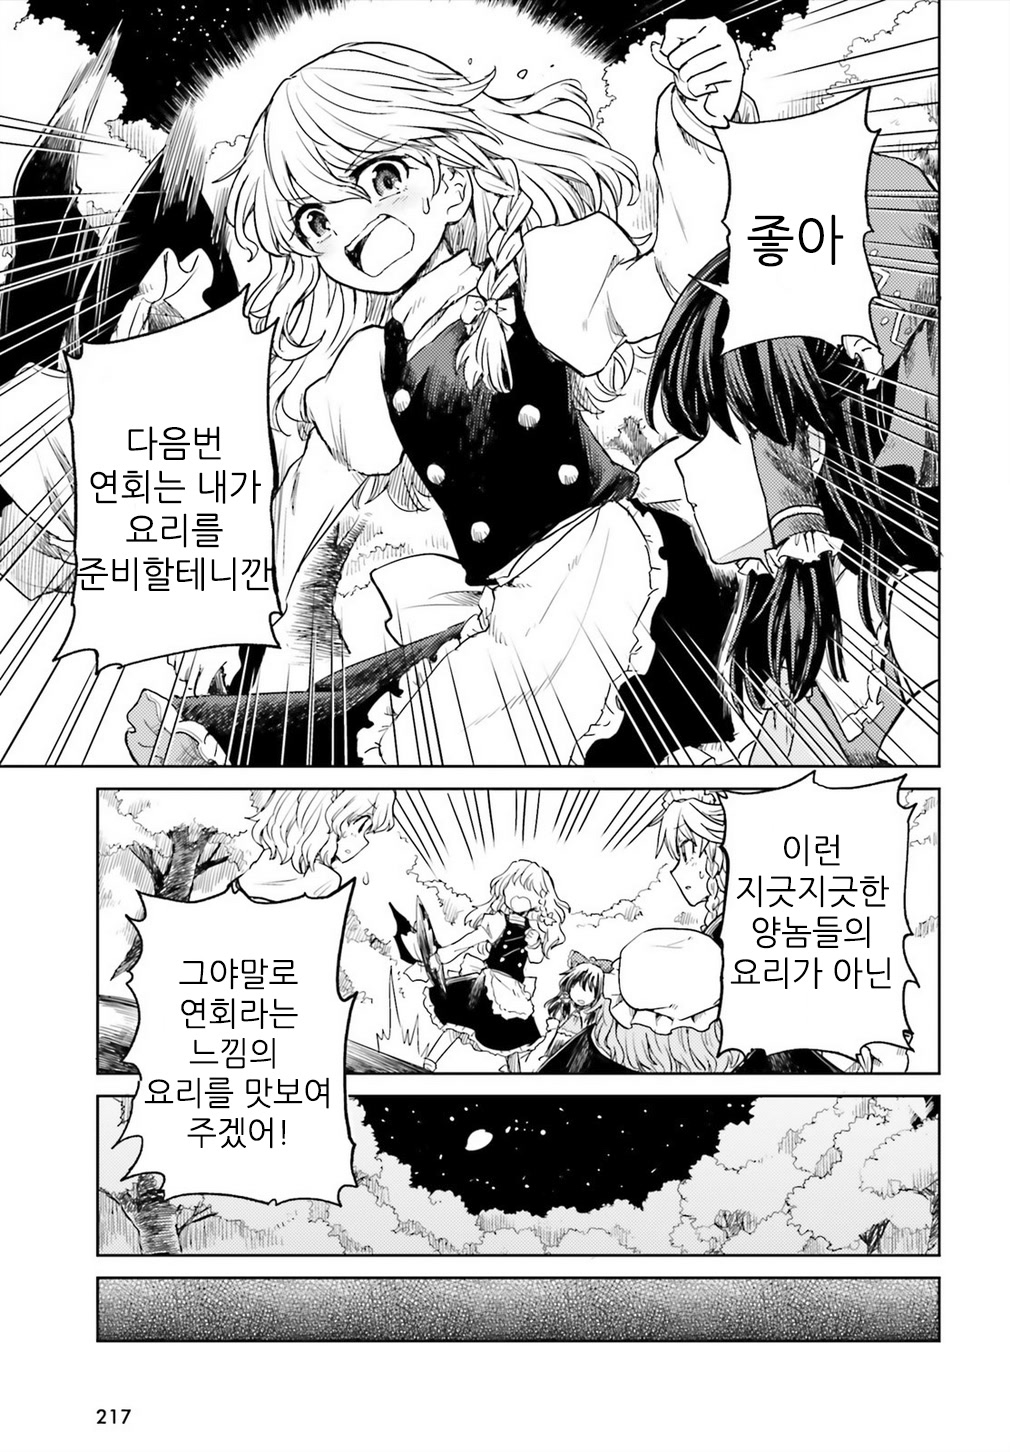 좋아
다음번
연회는 내가
요리를
준비할테니깐
이런
지긋지긋한
양놈들의
요리가 아닌
그야말로
연회라는
느낌의
요리를 맛보여
주겠어!
217